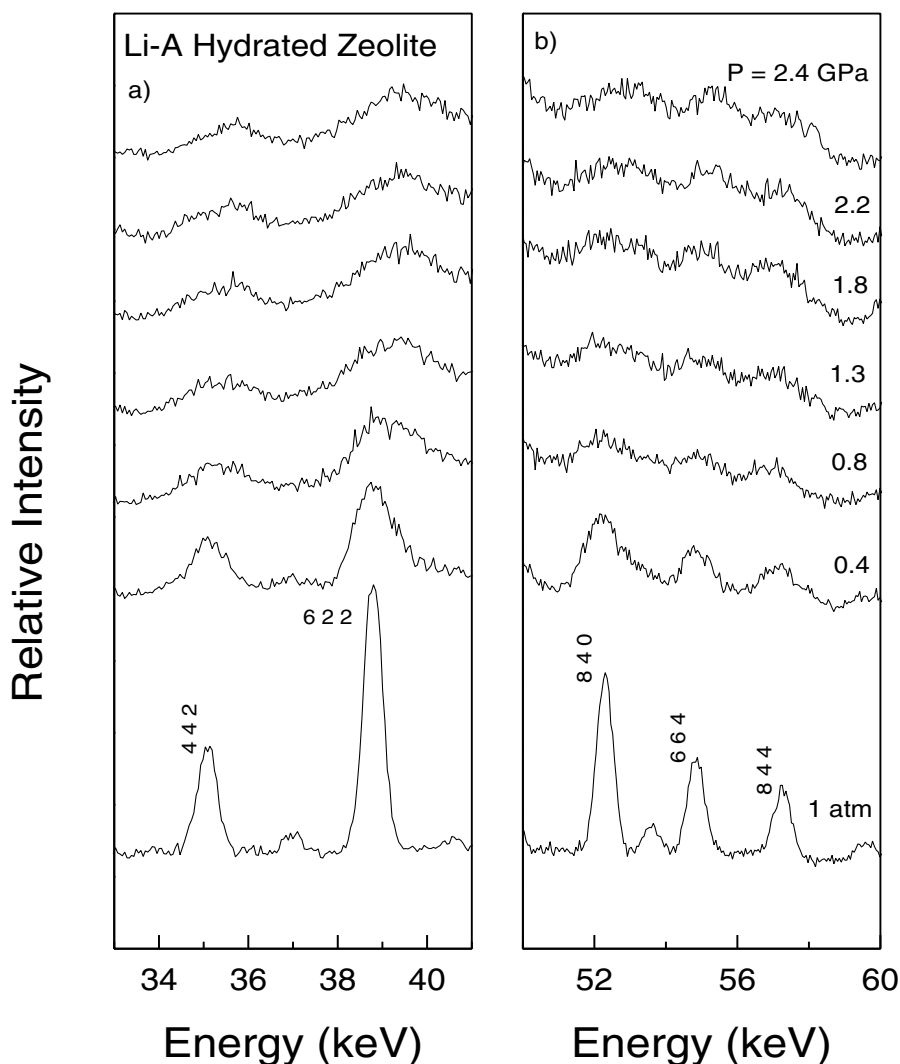 Li-A Hydrated Zeolite
a)
b)
P = 2.4 GPa
2.2
1.8
1.3
0.8
0.4
1 atm
6 2 2
4 4 2
8 4 0
6 6 4
8 4 4
Relative Intensity
34 36 38 40
52 56 60
Energy (keV)
Energy (keV)